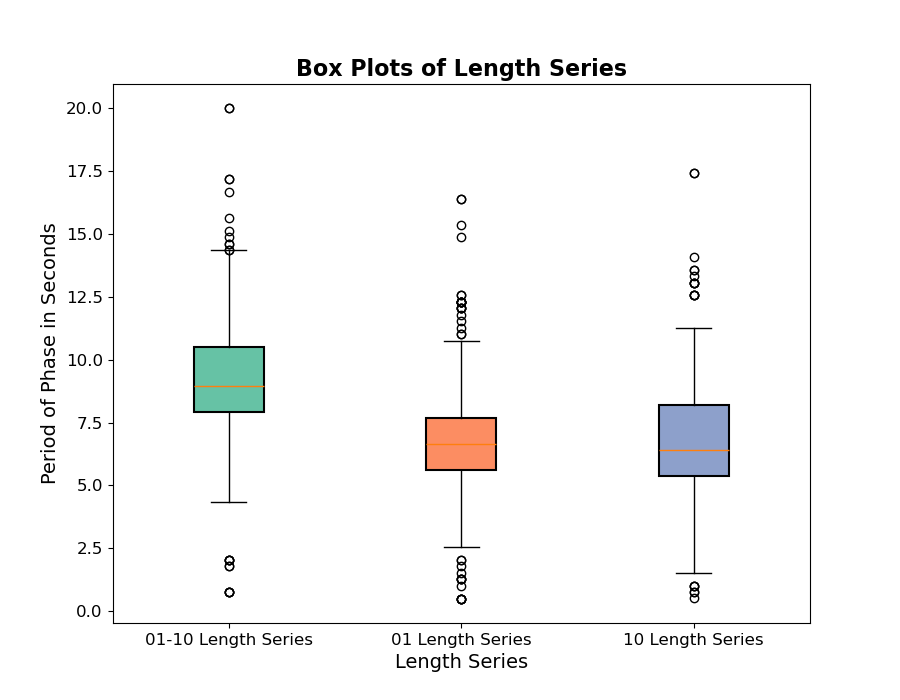 Box Plots of Length Series
Period of Phase in Seconds
20.0
17.5
15.0
12.5
10.0
7.5
5.0
2.5
0.0
01-10 Length Series
01 Length Series
10 Length Series
Length Series